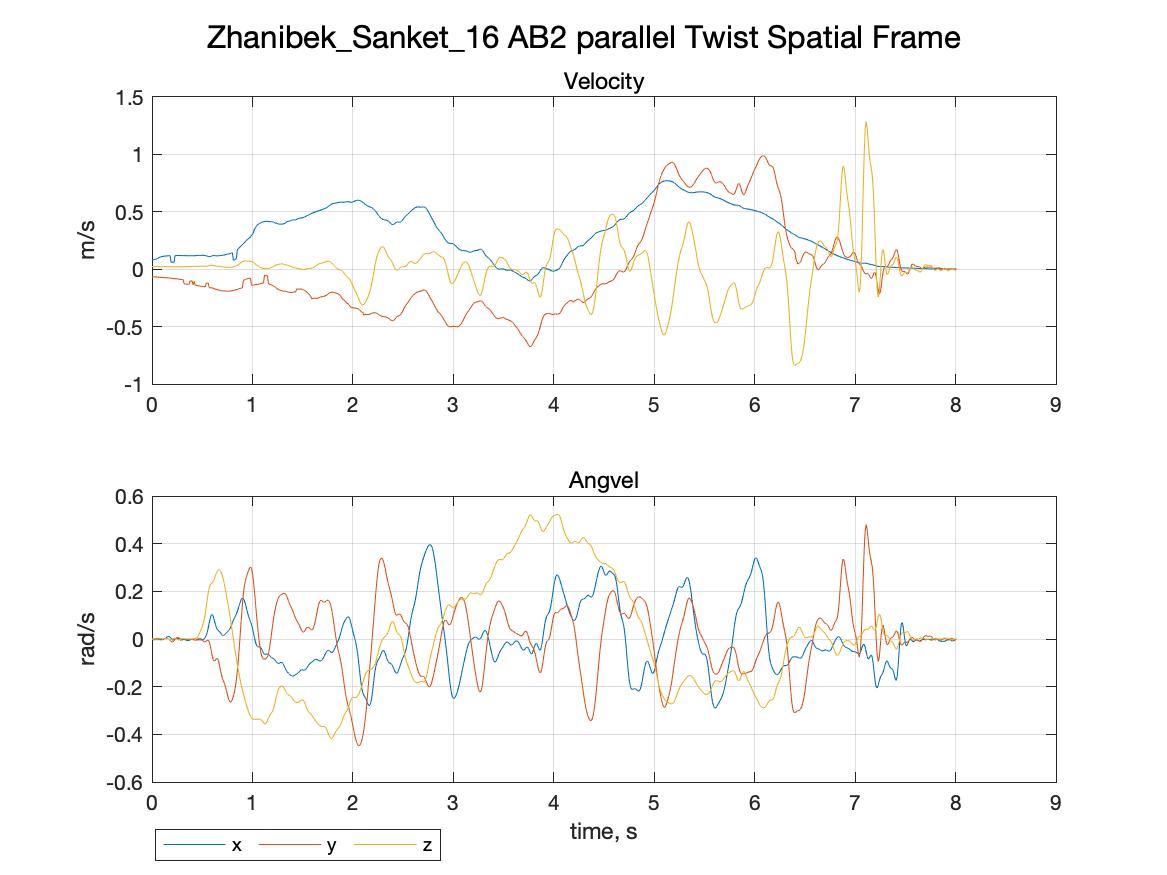 Zhanibek_Sanket_16 AB2 parallel Twist Spatial Frame
Velocity
1.5
1
0.5
0
-0.5
-1
m/s
0 1 2 3 4 5 6 7 8 9
Angvel
0.6
0.4
0.2
0
-0.2
-0.4
-0.6
rad/s
0 1 2 3 4 5 6 7 8 9
time, s
x y z